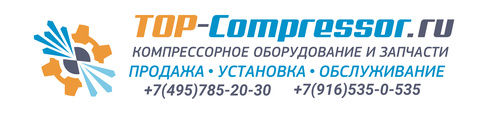 TOP-Compressor.ru
КОМПРЕССОРНОЕ ОБОРУДОВАНИЕ И ЗАПЧАСТИ
ПРОДАЖА • УСТАНОВКА • ОБСЛУЖИВАНИЕ
+7(495)785-20-30 +7(916)535-0-535